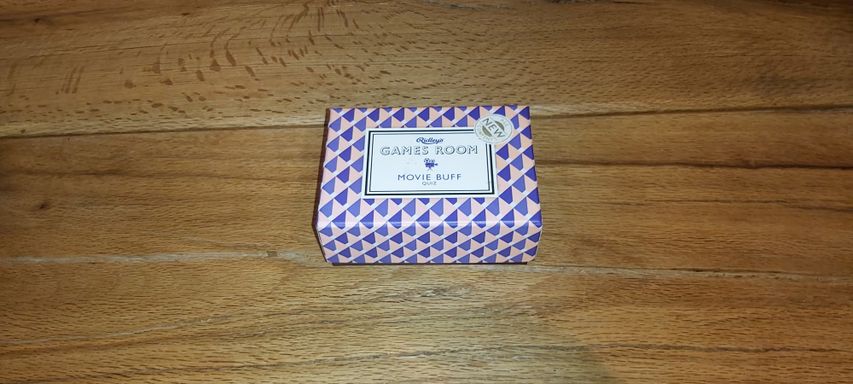 Ridley's
GAMES ROOM
MOVIE BUFF
QUIZ
NEW